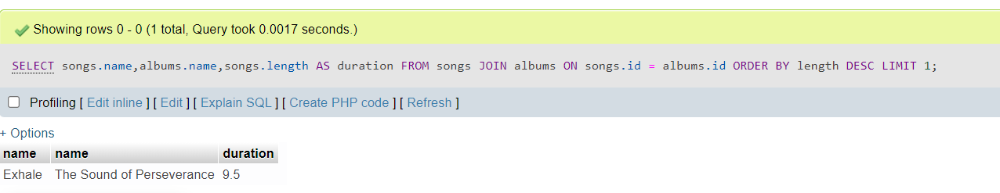 Showing rows 0 - 0 (1 total, Query took 0.0017 seconds.)
SELECT songs.name,albums.name,songs.length AS duration FROM songs JOIN albums ON songs.id = albums.id ORDER BY length DESC LIMIT 1;
Profiling [ Edit inline ] [ Edit ] [ Explain SQL ] [ Create PHP code ] [ Refresh ]
+ Options
name name duration
Exhale The Sound of Perseverance 9.5